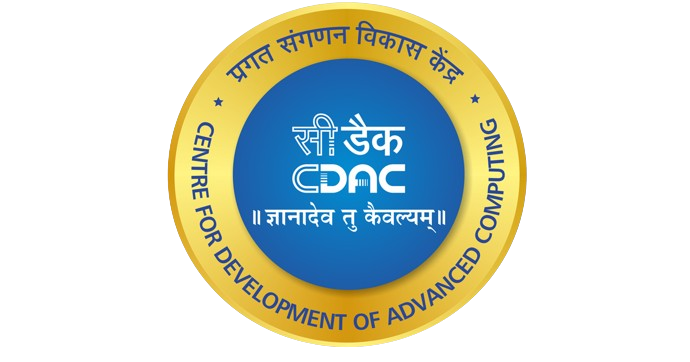 प्रगत संगणन विकास केंद्र
सी डैक
CDAC
॥ ज्ञानादेव तु कैवल्यम् ॥
CENTRE FOR DEVELOPMENT OF ADVANCED COMPUTING